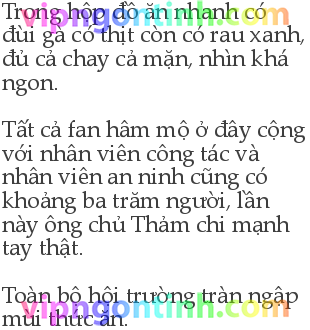 Trong hộp đồ ăn nhanh có
đùi gà có thịt còn có rau xanh,
đủ cả chay cả mặn, nhìn khá
ngon.
Tất cả fan hâm mộ ở đây cộng
với nhân viên công tác và
nhân viên an ninh cũng có
khoảng ba trăm người, lần
này ông chủ Thảm chi mạnh
tay thật.
Toàn bộ hội trường tràn ngập
mùi thức ăn.
vipngontinh.com
vipngontinh.com